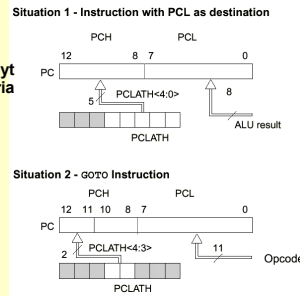 Situation 1 - Instruction with PCL as destination
PCH PCL
12 8 7 0
yt
PC
ria
5 PCLATH<4:0> 8
PCLATH
ALU result
Situation 2 - GOTO Instruction
PCH PCL
12 11 10 8 7 0
PC
2 PCLATH<4:3> 11
Opcode
PCLATH